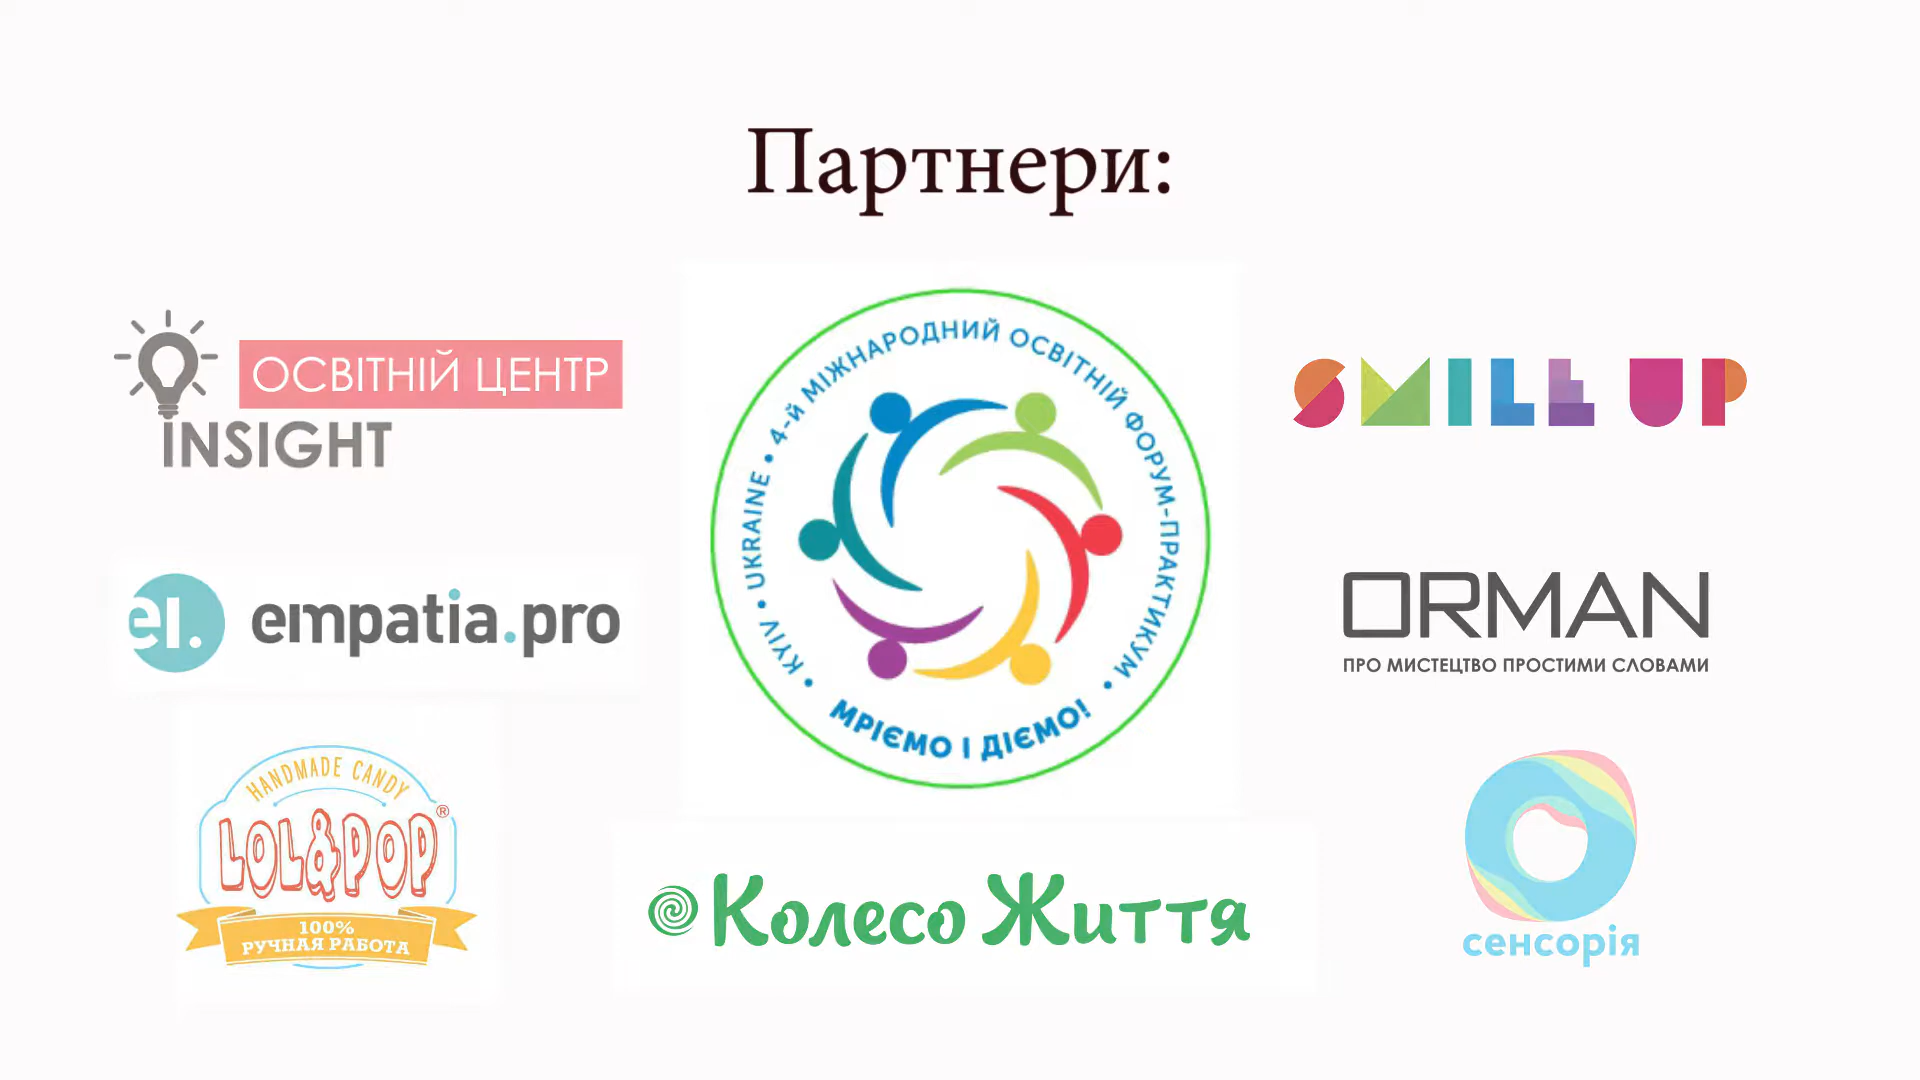 Партнери:
ОСВІТНІЙ ЦЕНТР
INSIGHT
KYIV • UKRAINE • 4-й МІЖНАРОДНИЙ ОСВІТНІЙ ФОРУМ-ПРАКТИКУМ •
МРІЄМО І ДІЄМО!
SMILE UP
el. empatia.pro
ORMAN
ПРО МИСТЕЦТВО ПРОСТИМИ СЛОВАМИ
HANDMADE CANDY
LOL&POP®
100%
РУЧНАЯ РАБОТА
Колесо Життя
сенсорія